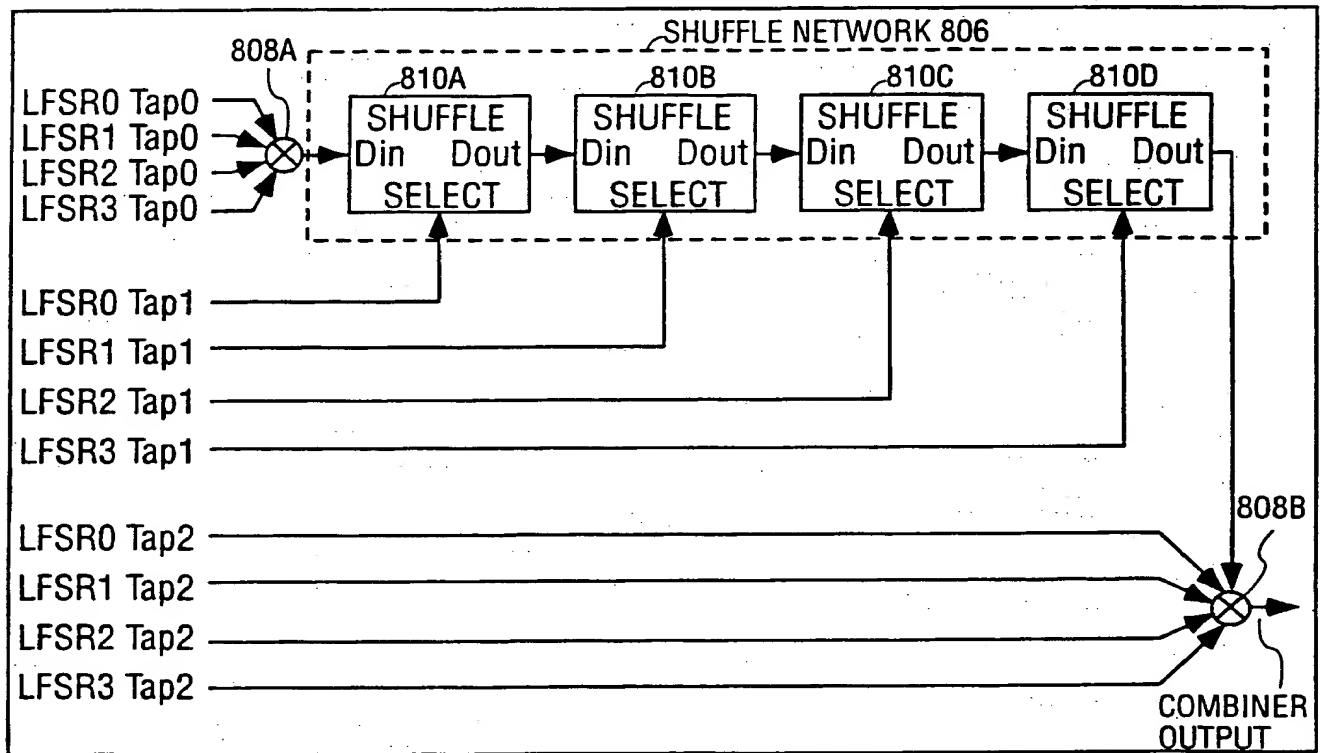 SHUFFLE NETWORK 806
808A
810A
810B
810C
810D
LFSR0 Tap0
LFSR1 Tap0
LFSR2 Tap0
LFSR3 Tap0
SHUFFLE
Din Dout
SELECT
SHUFFLE
Din Dout
SELECT
SHUFFLE
Din Dout
SELECT
SHUFFLE
Din Dout
SELECT
LFSR0 Tap1
LFSR1 Tap1
LFSR2 Tap1
LFSR3 Tap1
LFSR0 Tap2
LFSR1 Tap2
LFSR2 Tap2
LFSR3 Tap2
808B
COMBINER
OUTPUT